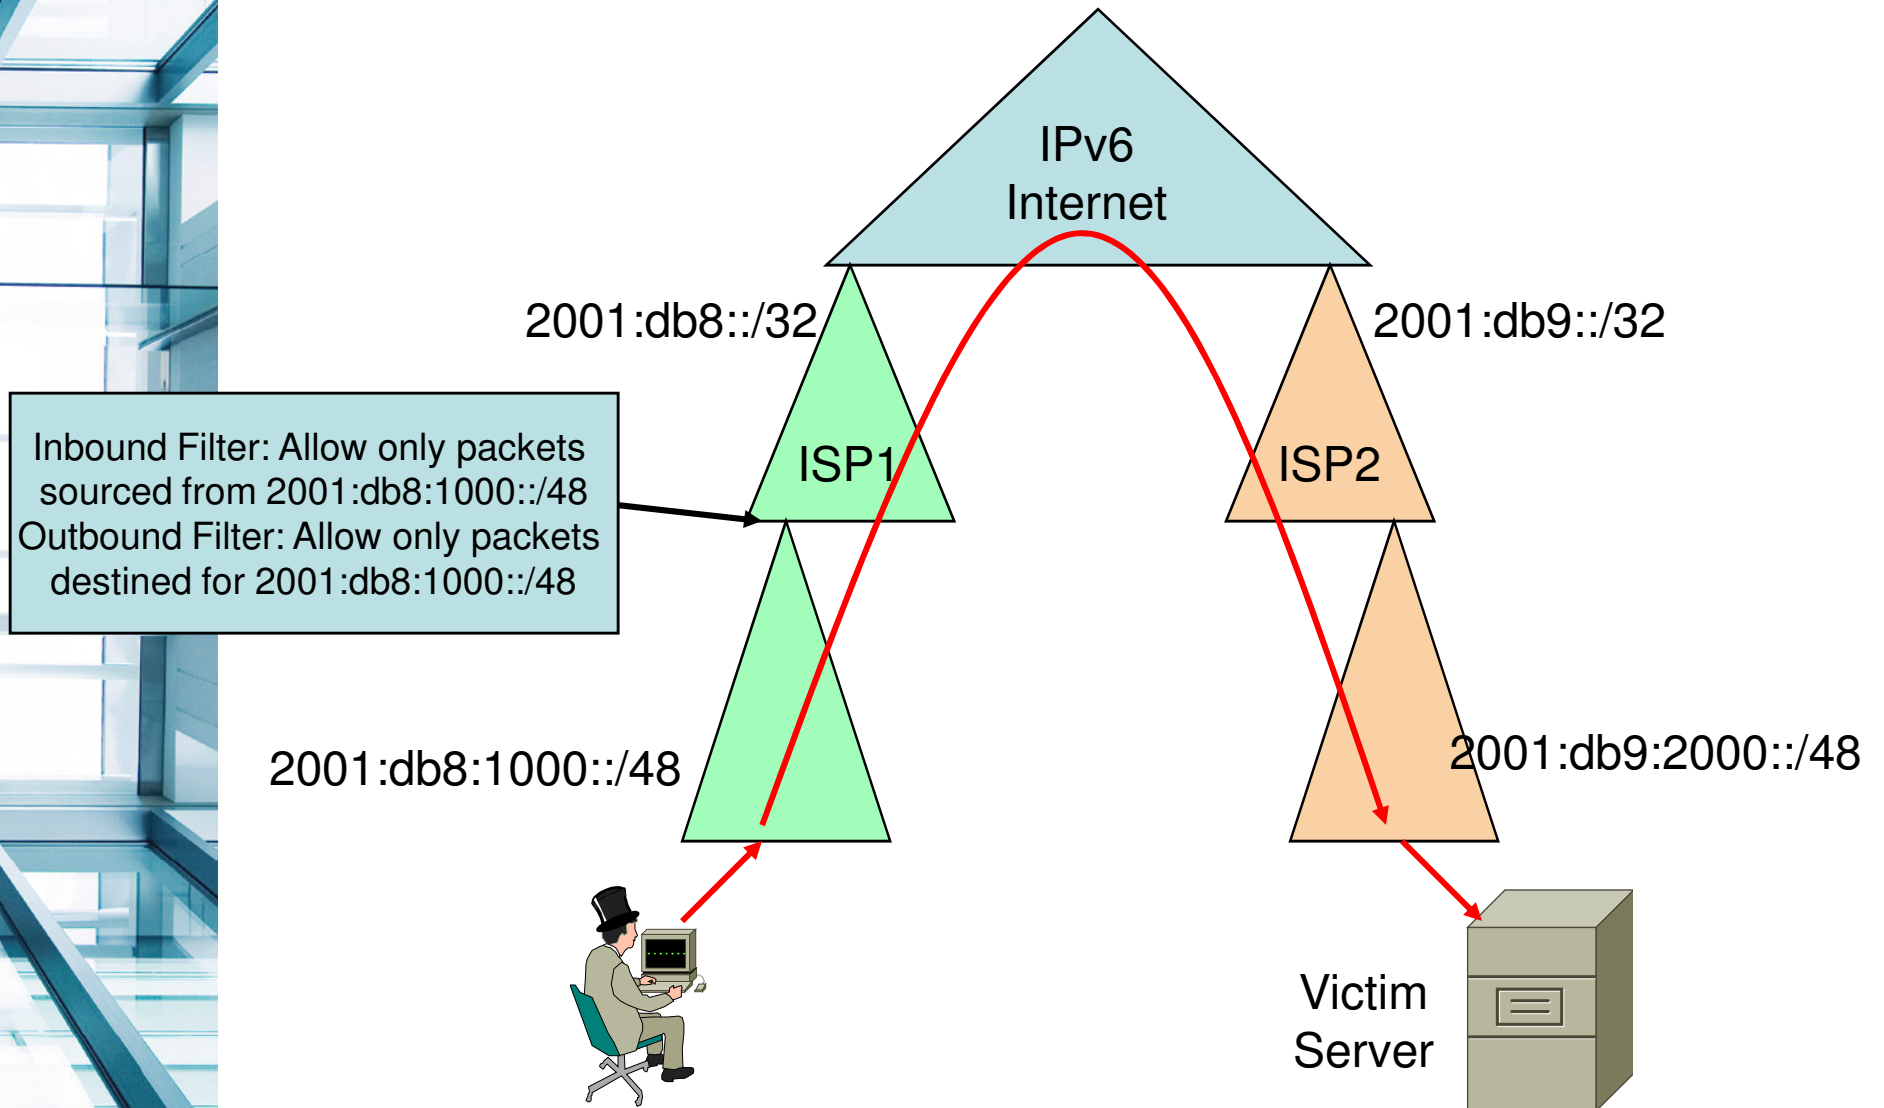 IPv6
Internet
2001:db8::/32
2001:db9::/32
Inbound Filter: Allow only packets
sourced from 2001:db8:1000::/48
Outbound Filter: Allow only packets
destined for 2001:db8:1000::/48
ISP1
ISP2
2001:db8:1000::/48
2001:db9:2000::/48
Victim
Server